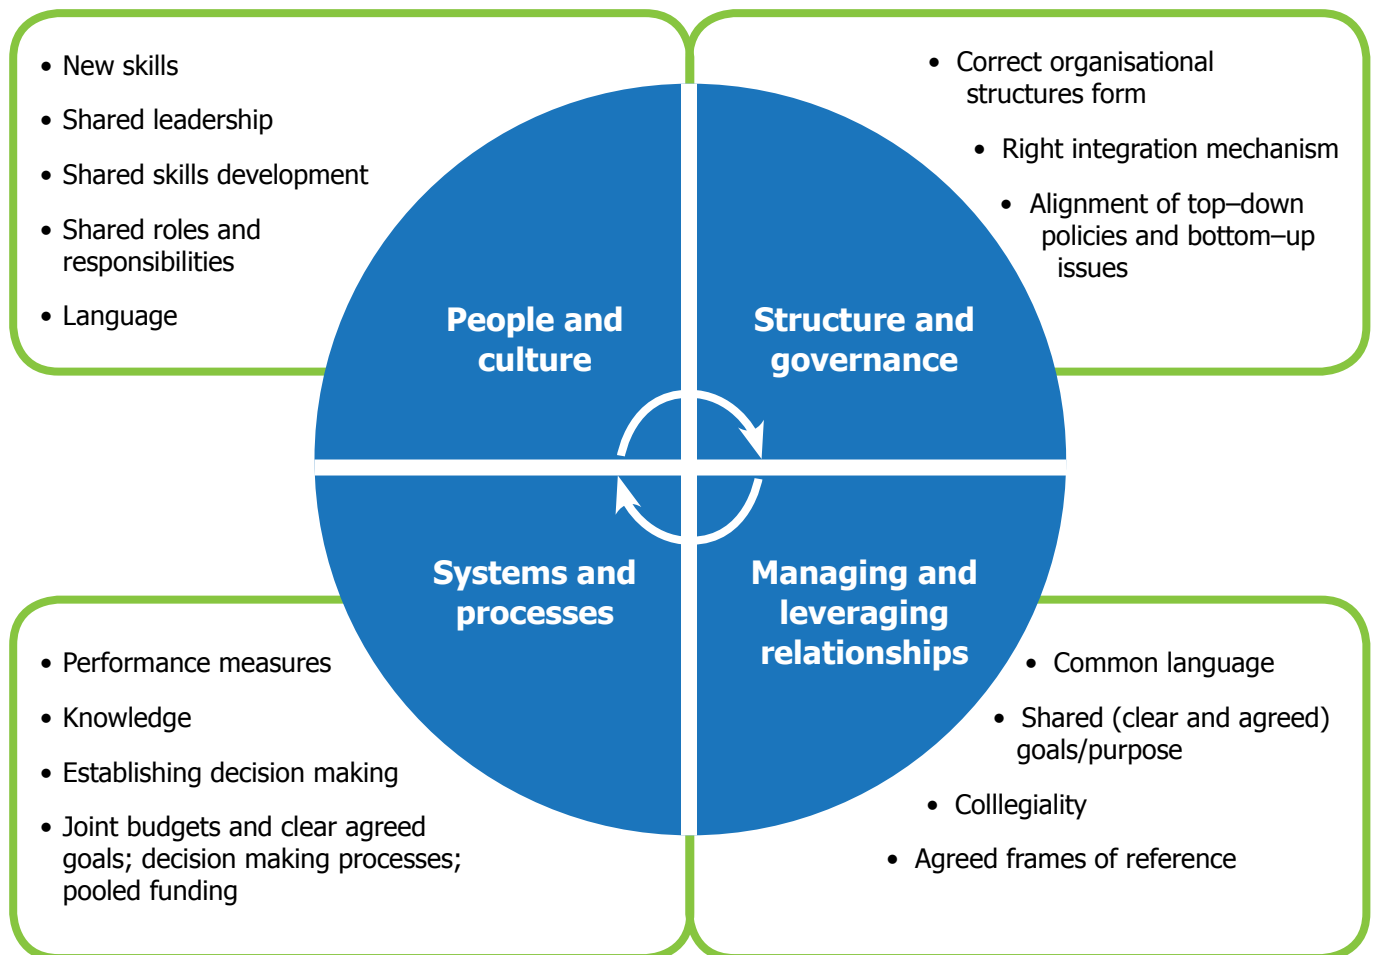 • New skills
• Shared leadership
• Shared skills development
• Shared roles and
responsibilities
• Language
• Correct organisational
structures form
• Right integration mechanism
• Alignment of top–down
policies and bottom–up
issues
People and
culture
Structure and
governance
Systems and
processes
Managing and
leveraging
relationships
• Performance measures
• Knowledge
• Establishing decision making
• Joint budgets and clear agreed
goals; decision making processes;
pooled funding
• Common language
• Shared (clear and agreed)
goals/purpose
• Colllegiality
• Agreed frames of reference